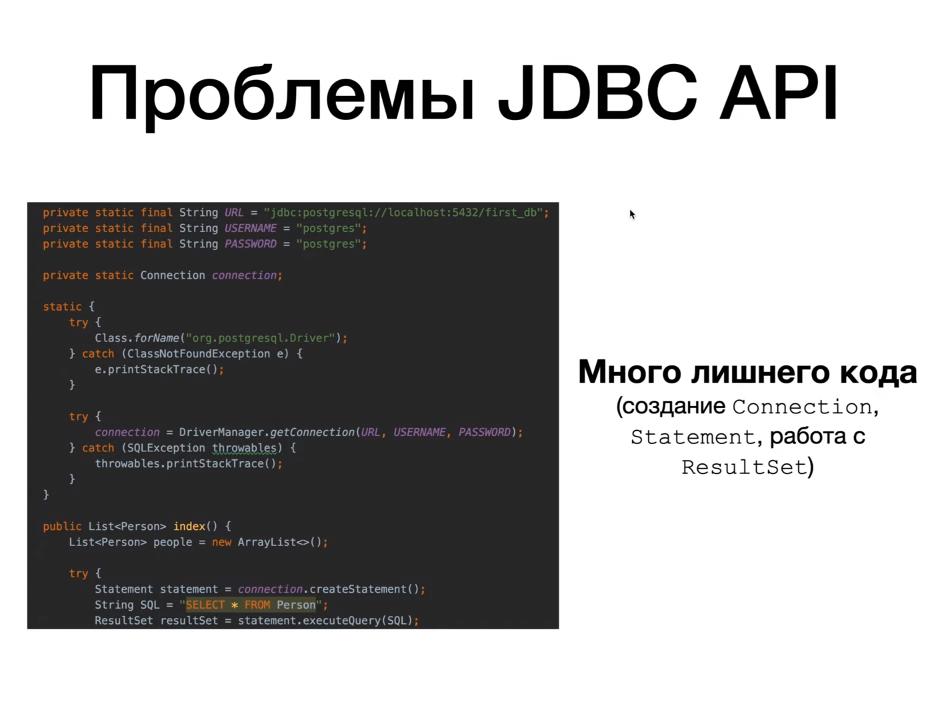 Проблемы JDBC API
private static final String URL = "jdbc:postgresql://localhost:5432/first_db";
private static final String USERNAME = "postgres";
private static final String PASSWORD = "postgres";
private static Connection connection;
static {
try {
Class.forName("org.postgresql.Driver");
} catch (ClassNotFoundException e) {
e.printStackTrace();
}
try {
connection = DriverManager.getConnection(URL, USERNAME, PASSWORD);
} catch (SQLException throwables) {
throwables.printStackTrace();
}
}
public List<Person> index() {
List<Person> people = new ArrayList<>();
try {
Statement statement = connection.createStatement();
String SQL = "SELECT * FROM Person";
ResultSet resultSet = statement.executeQuery(SQL);
Много лишнего кода
(создание Connection,
Statement, работа с
ResultSet)